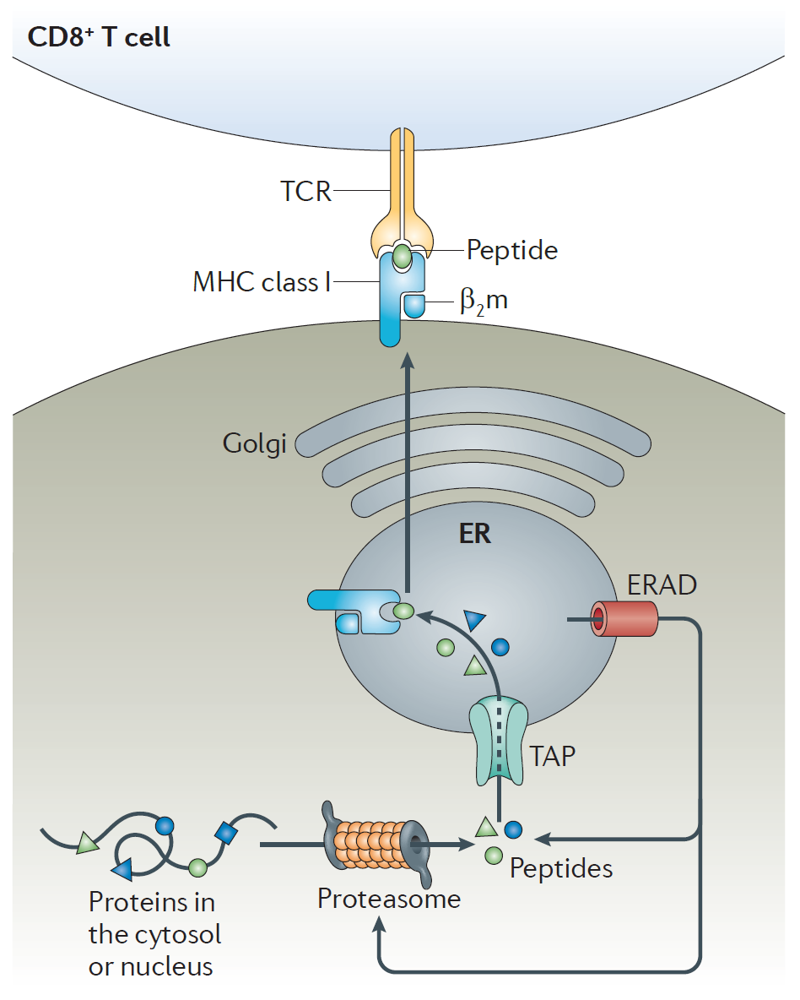 CD8⁺ T cell
TCR
Peptide
MHC class I
β₂m
Golgi
ER
ERAD
TAP
Peptides
Proteasome
Proteins in
the cytosol
or nucleus